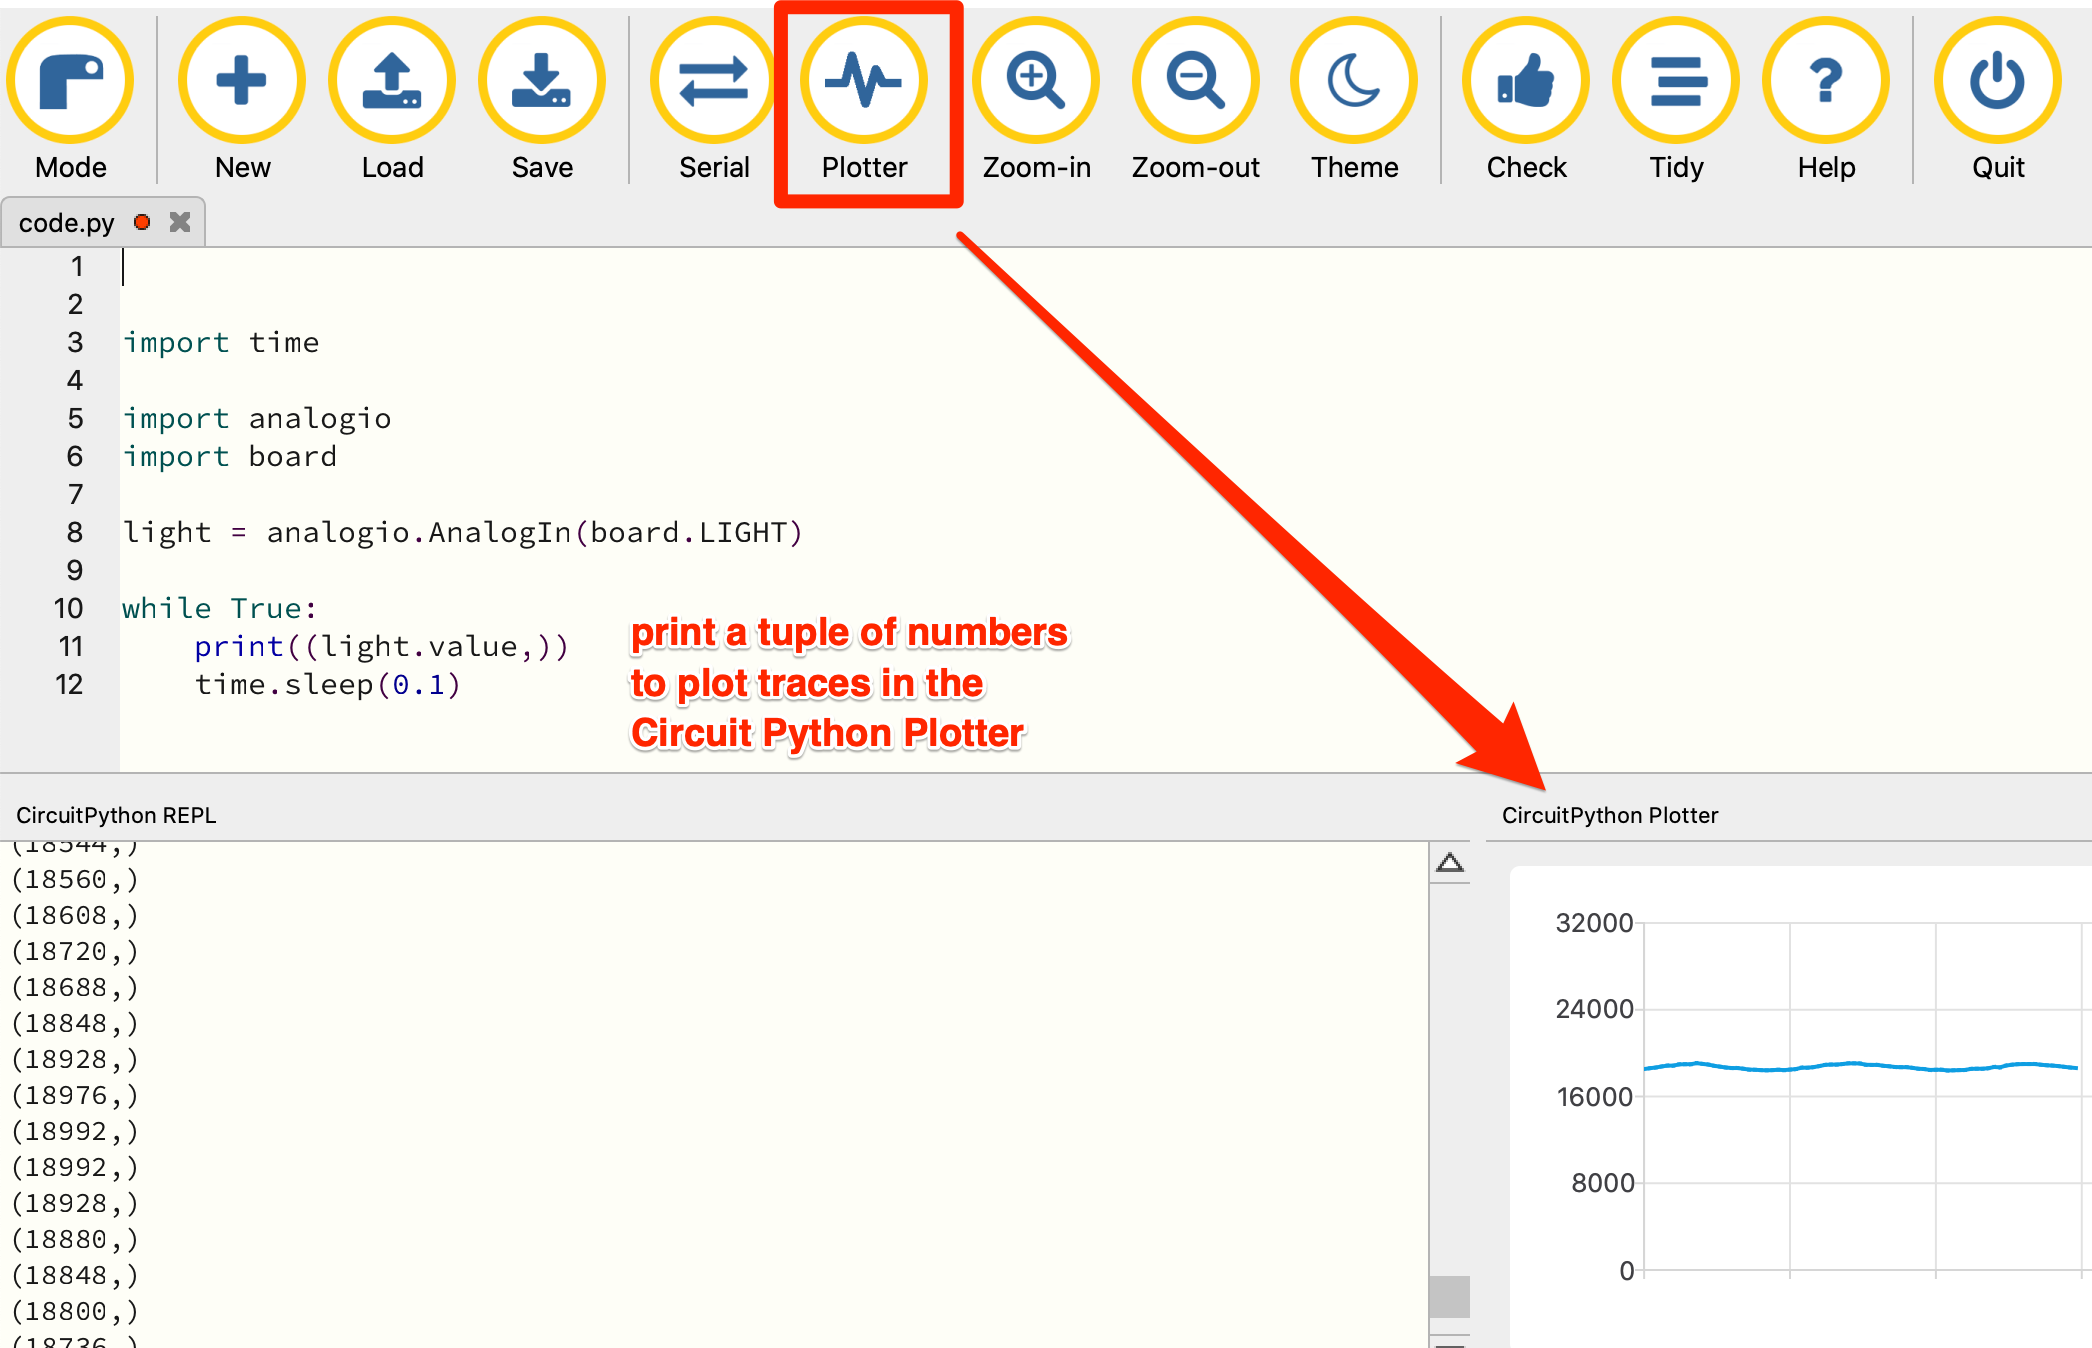 Mode New Load Save Serial Plotter Zoom-in Zoom-out Theme Check Tidy Help Quit
code.py
1
2
3 import time
4
5 import analogio
6 import board
7
8 light = analogio.AnalogIn(board.LIGHT)
9
10 while True:
11 print((light.value,))
12 time.sleep(0.1)
print a tuple of numbers
to plot traces in the
Circuit Python Plotter
CircuitPython REPL
(18544,)
(18560,)
(18608,)
(18720,)
(18688,)
(18848,)
(18928,)
(18976,)
(18992,)
(18992,)
(18928,)
(18880,)
(18848,)
(18800,)
(18736,)
CircuitPython Plotter
32000
24000
16000
8000
0